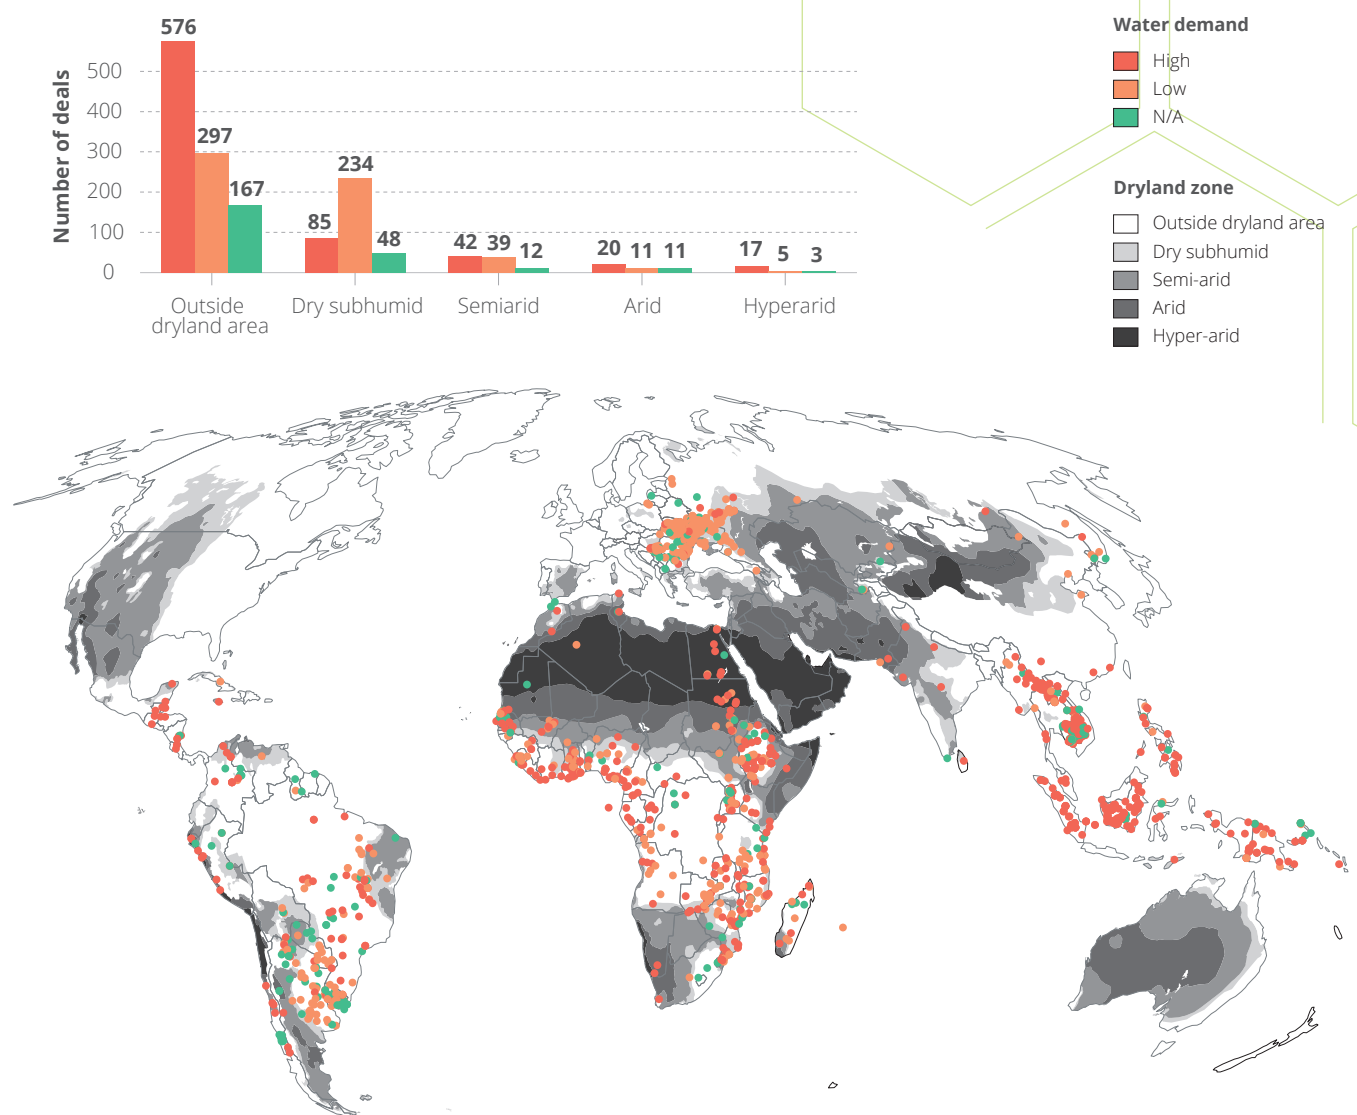 576
500
400
300
200
100
0
Number of deals
297
167
85
234
48
42
39
12
20
11
11
17
5
3
Outside
dryland area
Dry subhumid
Semiarid
Arid
Hyperarid
Water demand
High
Low
N/A
Dryland zone
Outside dryland area
Dry subhumid
Semi-arid
Arid
Hyper-arid